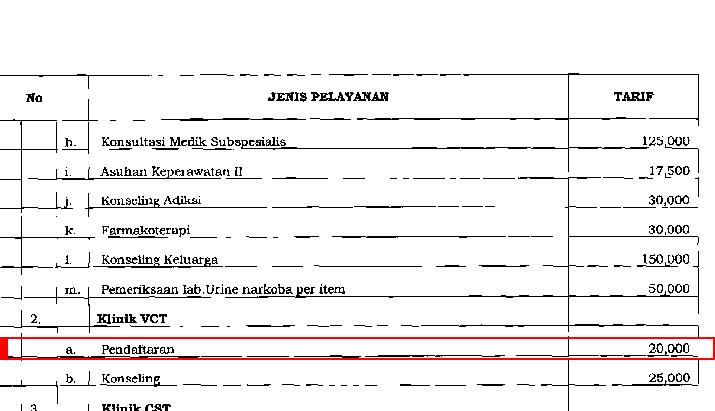 No JENIS PELAYANAN TARIF
h. Konsultasi Medik Subspesialis 125,000
i. Asuhan Keperawatan II 17,500
j. Konseling Adiksi 30,000
k. Farmakoterapi 30,000
l. Konseling Keluarga 150,000
m. Pemeriksaan lab.Urine narkoba per item 50,000
2. Klinik VCT
a. Pendaftaran 20,000
b. Konseling 25,000
3. Klinik CST